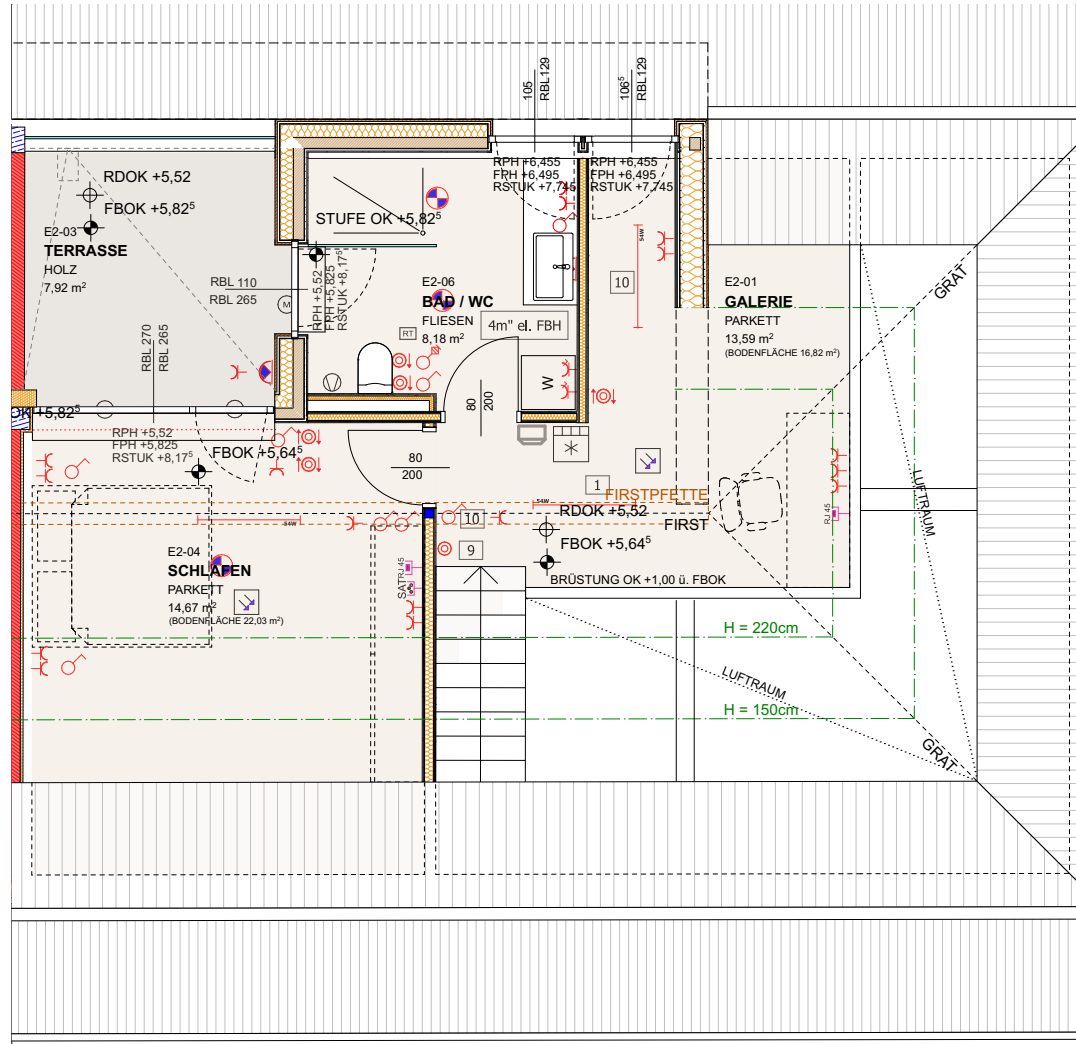 105
RBL129
106⁵
RBL129
RPH +6,455
FPH +6,495
RSTUK +7,745
RPH +6,455
FPH +6,495
RSTUK +7,745
RDOK +5,52
FBOK +5,82⁵
STUFE OK +5,82⁵
E2-03
TERRASSE
HOLZ
7,92 m²
RBL 110
RBL 265
M
RPH +5,52
FPH +5,825
RSTUK +8,17⁵
E2-06
BAD / WC
FLIESEN
8,18 m²
RT
4m" el. FBH
54W
10
E2-01
GALERIE
PARKETT
13,59 m²
(BODENFLÄCHE 16,82 m²)
GRAT
RBL 270
RBL 265
W
80
200
OK +5,82⁵
RPH +5,52
FPH +5,825
RSTUK +8,17⁵
FBOK +5,64⁵
80
200
1
FIRSTPFETTE
54W
RDOK +5,52
FIRST
54W
10
9
FBOK +5,64⁵
BRÜSTUNG OK +1,00 ü. FBOK
RJ 45
LUFTRAUM
E2-04
SCHLAFEN
PARKETT
14,67 m²
(BODENFLÄCHE 22,03 m²)
SAT
RJ 45
H = 220cm
LUFTRAUM
H = 150cm
GRAT